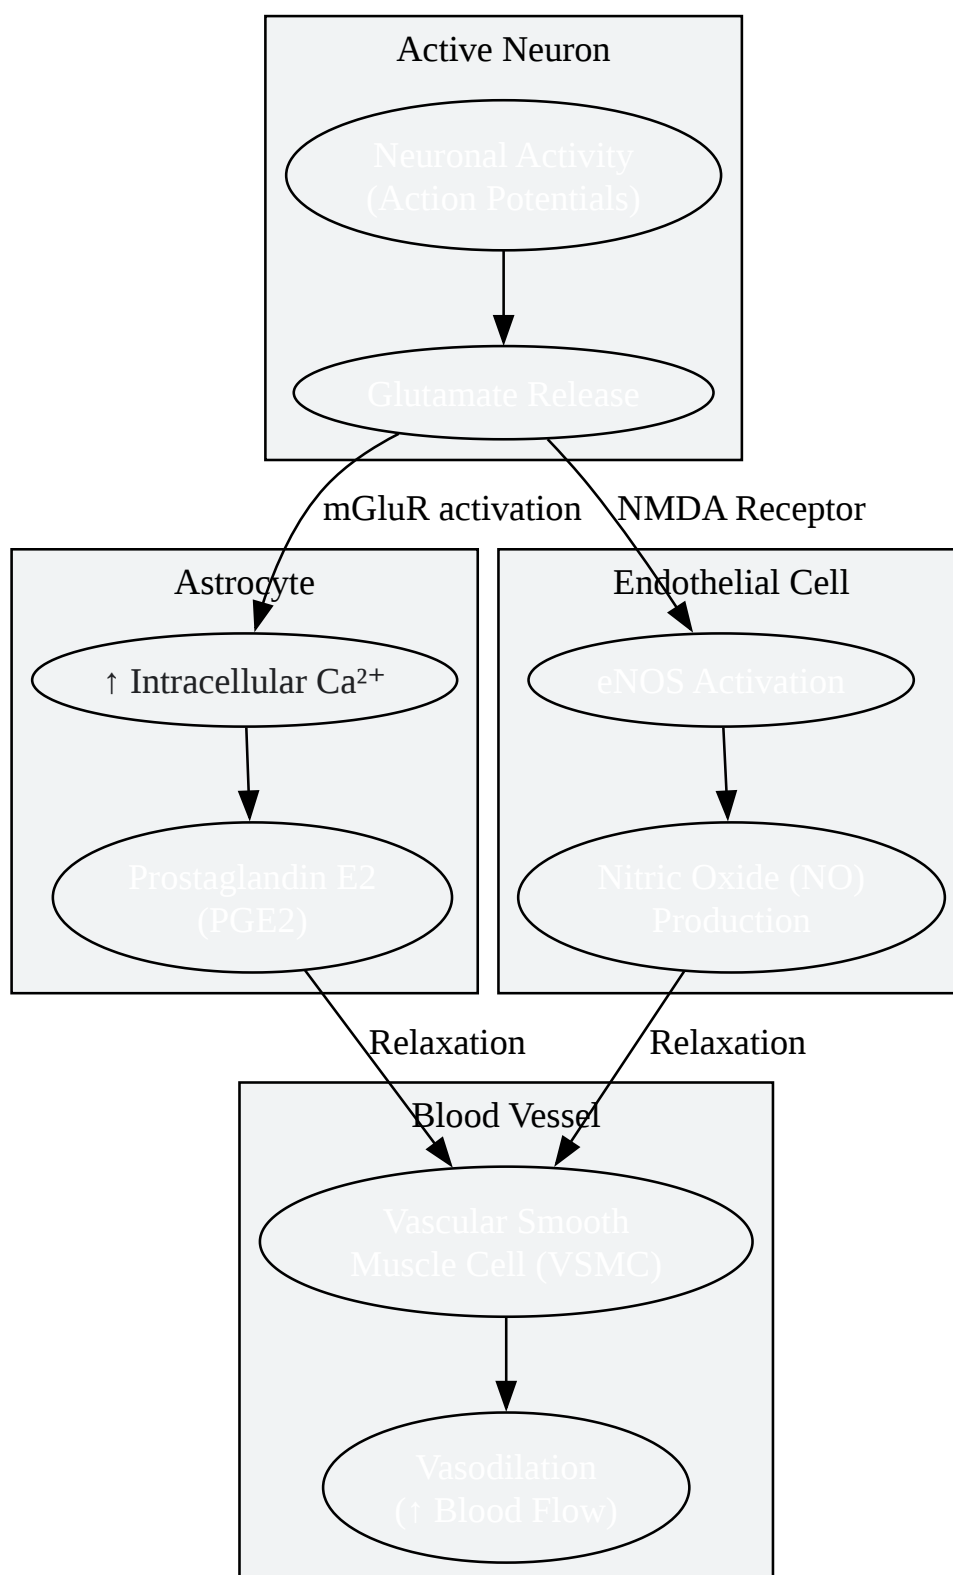 Active Neuron
Neuronal Activity
(Action Potentials)
Glutamate Release
mGluR activation
NMDA Receptor
Astrocyte
Endothelial Cell
↑ Intracellular Ca²⁺
eNOS Activation
Prostaglandin E2
(PGE2)
Nitric Oxide (NO)
Production
Relaxation
Relaxation
Blood Vessel
Vascular Smooth
Muscle Cell (VSMC)
Vasodilation
(↑ Blood Flow)